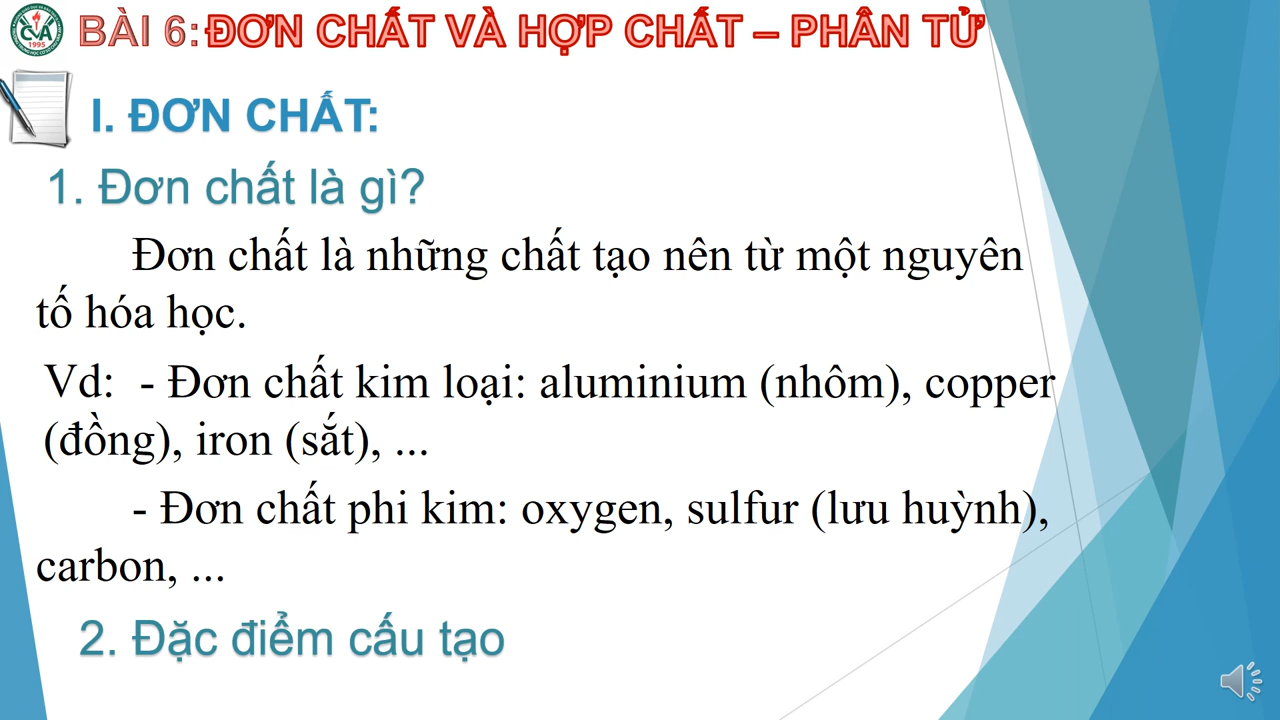 CVA
1995
BÀI 6: ĐƠN CHẤT VÀ HỢP CHẤT – PHÂN TỬ
I. ĐƠN CHẤT:
1. Đơn chất là gì?
Đơn chất là những chất tạo nên từ một nguyên
tố hóa học.
Vd: - Đơn chất kim loại: aluminium (nhôm), copper
(đồng), iron (sắt), ...
- Đơn chất phi kim: oxygen, sulfur (lưu huỳnh),
carbon, ...
2. Đặc điểm cấu tạo